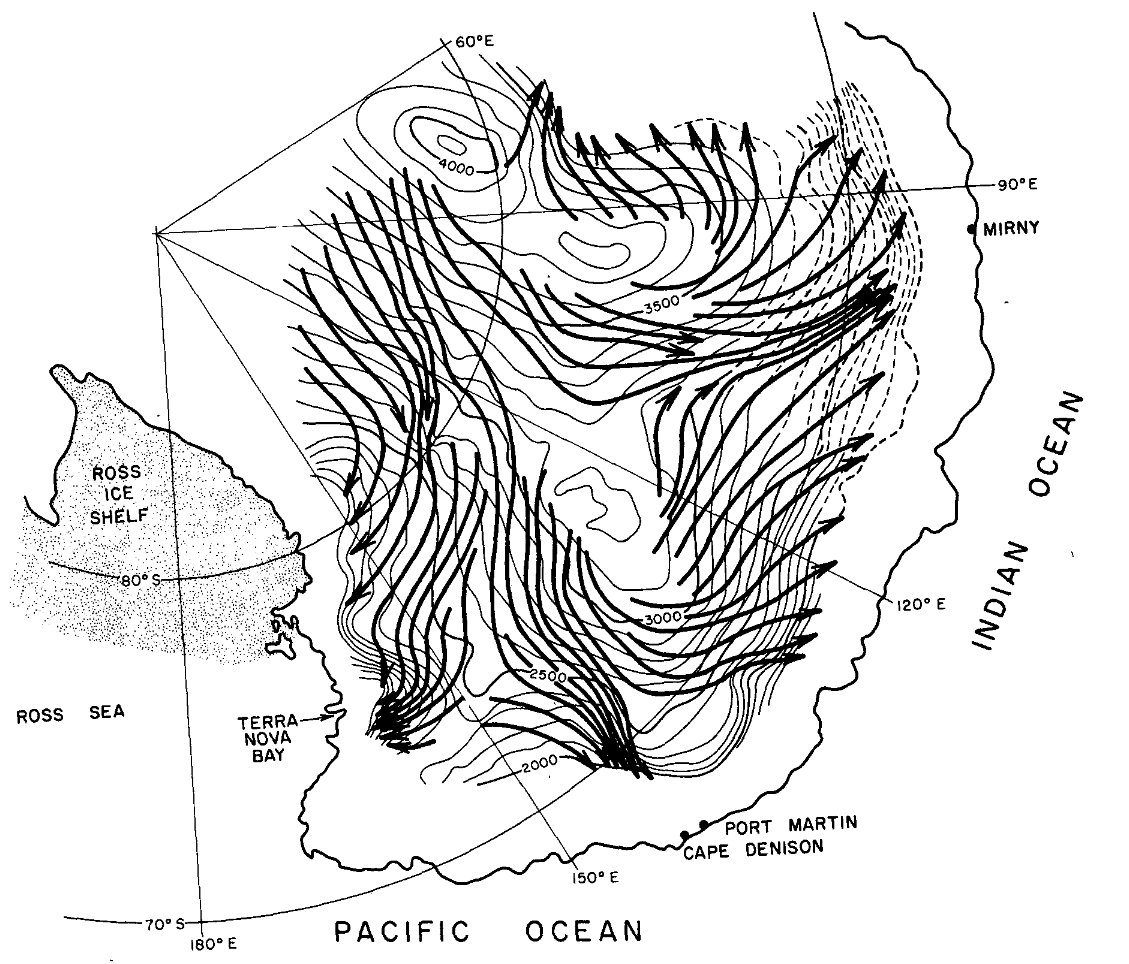 60°E
4000
90°E
MIRNY
3500
ROSS
ICE
SHELF
INDIAN OCEAN
80°S
120°E
3000
2500
ROSS SEA
TERRA
NOVA
BAY
2000
PORT MARTIN
CAPE DENISON
150°E
70°S
180°E
PACIFIC OCEAN